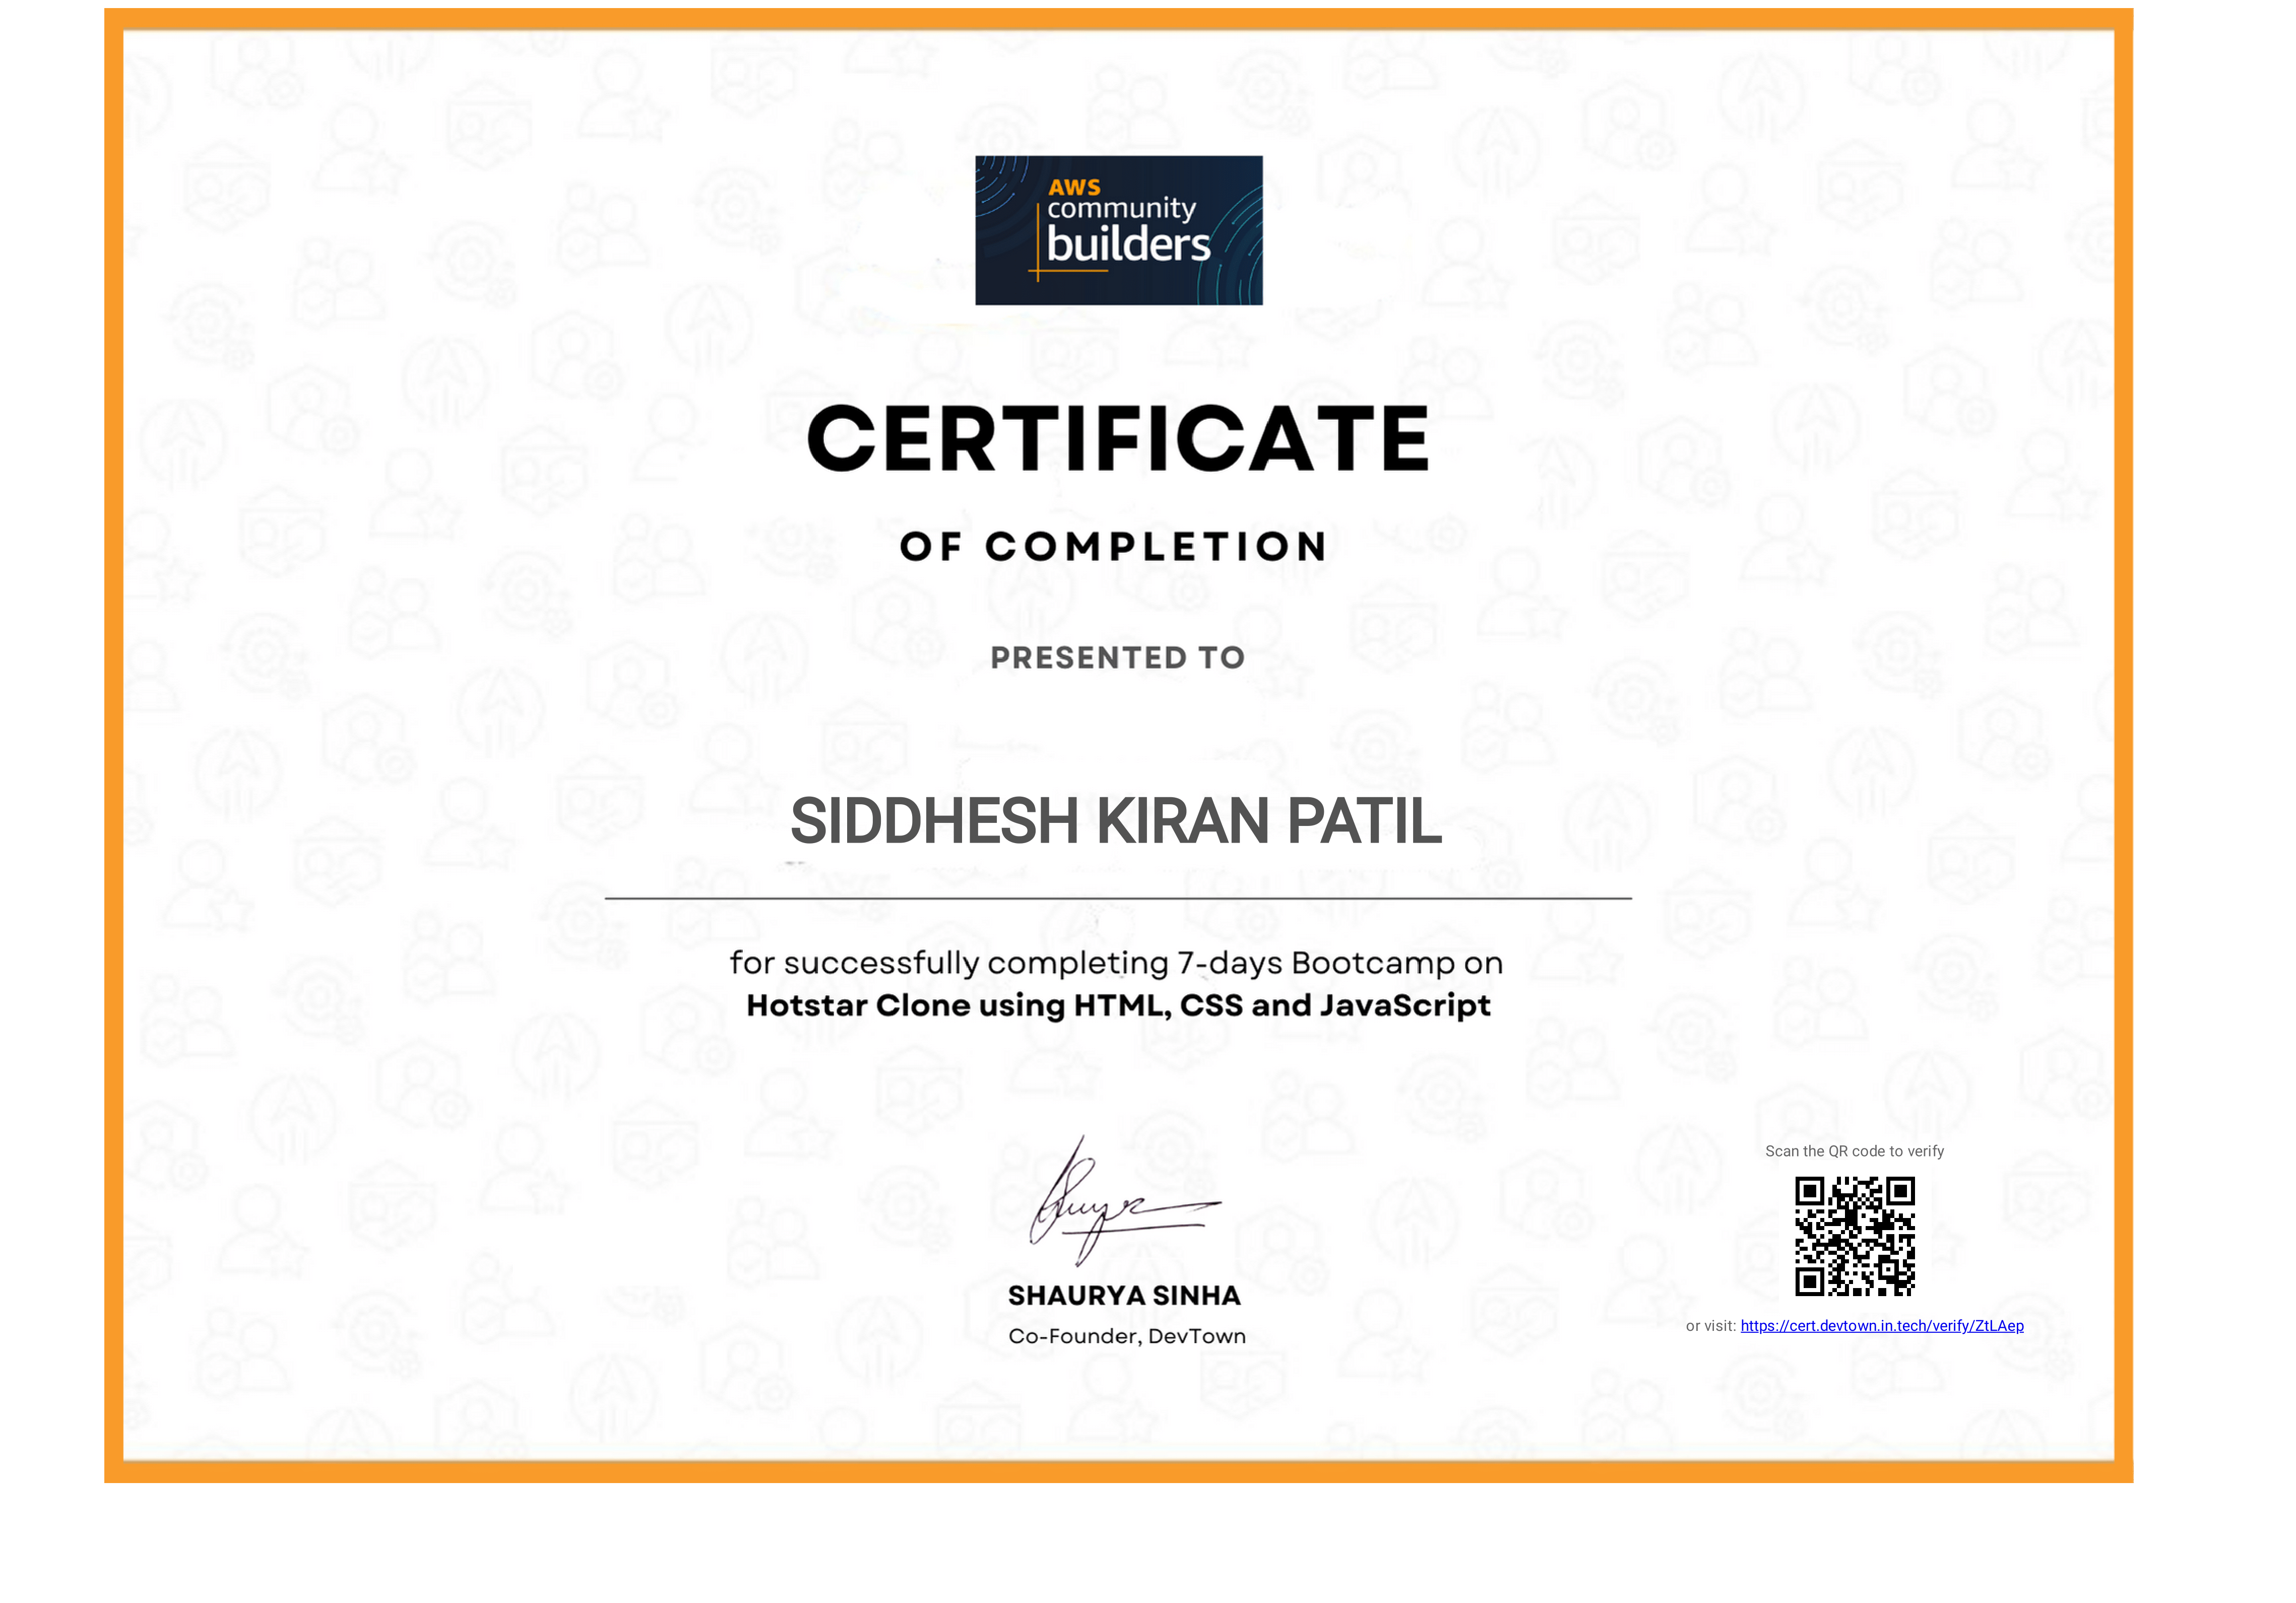 AWS
community
builders
CERTIFICATE
OF COMPLETION
PRESENTED TO
SIDDHESH KIRAN PATIL
for successfully completing 7-days Bootcamp on
Hotstar Clone using HTML, CSS and JavaScript
SHAURYA SINHA
Co-Founder, DevTown
Scan the QR code to verify
or visit: https://cert.devtown.in.tech/verify/ZtLAep